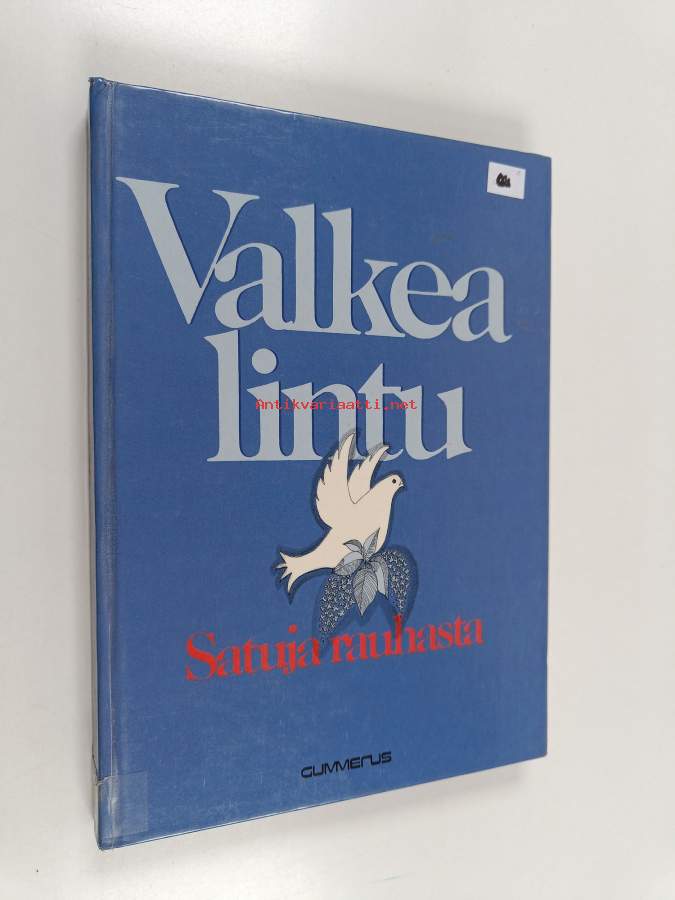 Valkea
lintu
Antikvariaatti.net
Satuja rauhasta
GUMMERUS